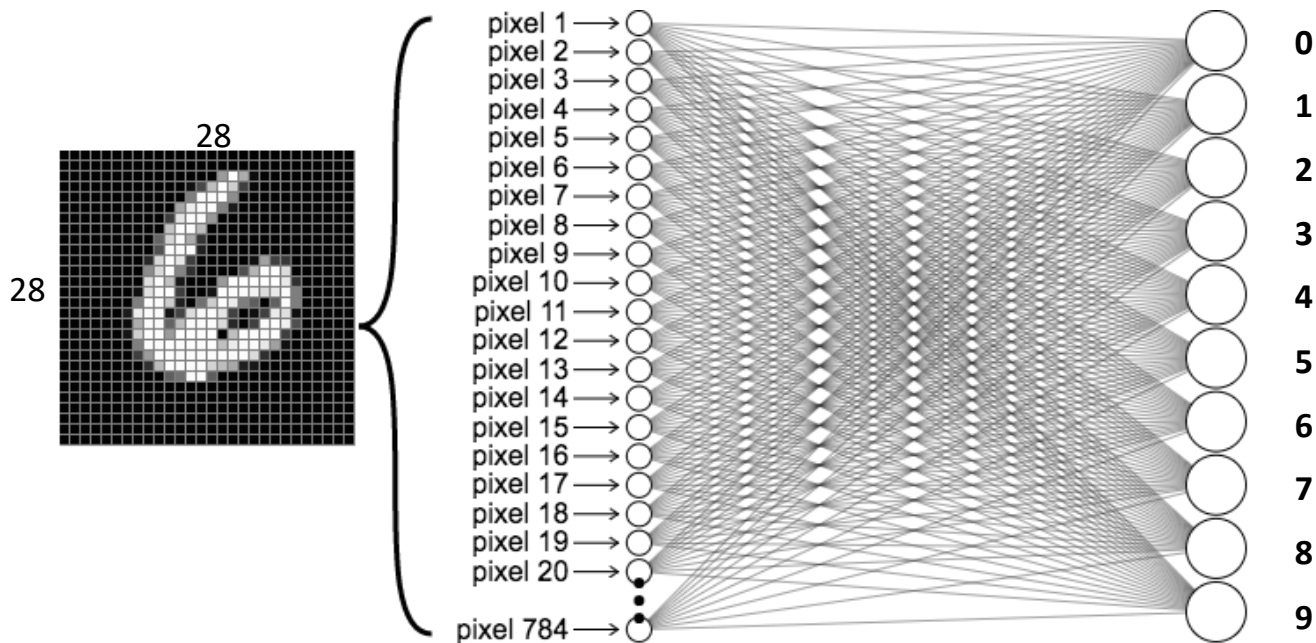 28
28
pixel 1
pixel 2
pixel 3
pixel 4
pixel 5
pixel 6
pixel 7
pixel 8
pixel 9
pixel 10
pixel 11
pixel 12
pixel 13
pixel 14
pixel 15
pixel 16
pixel 17
pixel 18
pixel 19
pixel 20
pixel 784
0
1
2
3
4
5
6
7
8
9